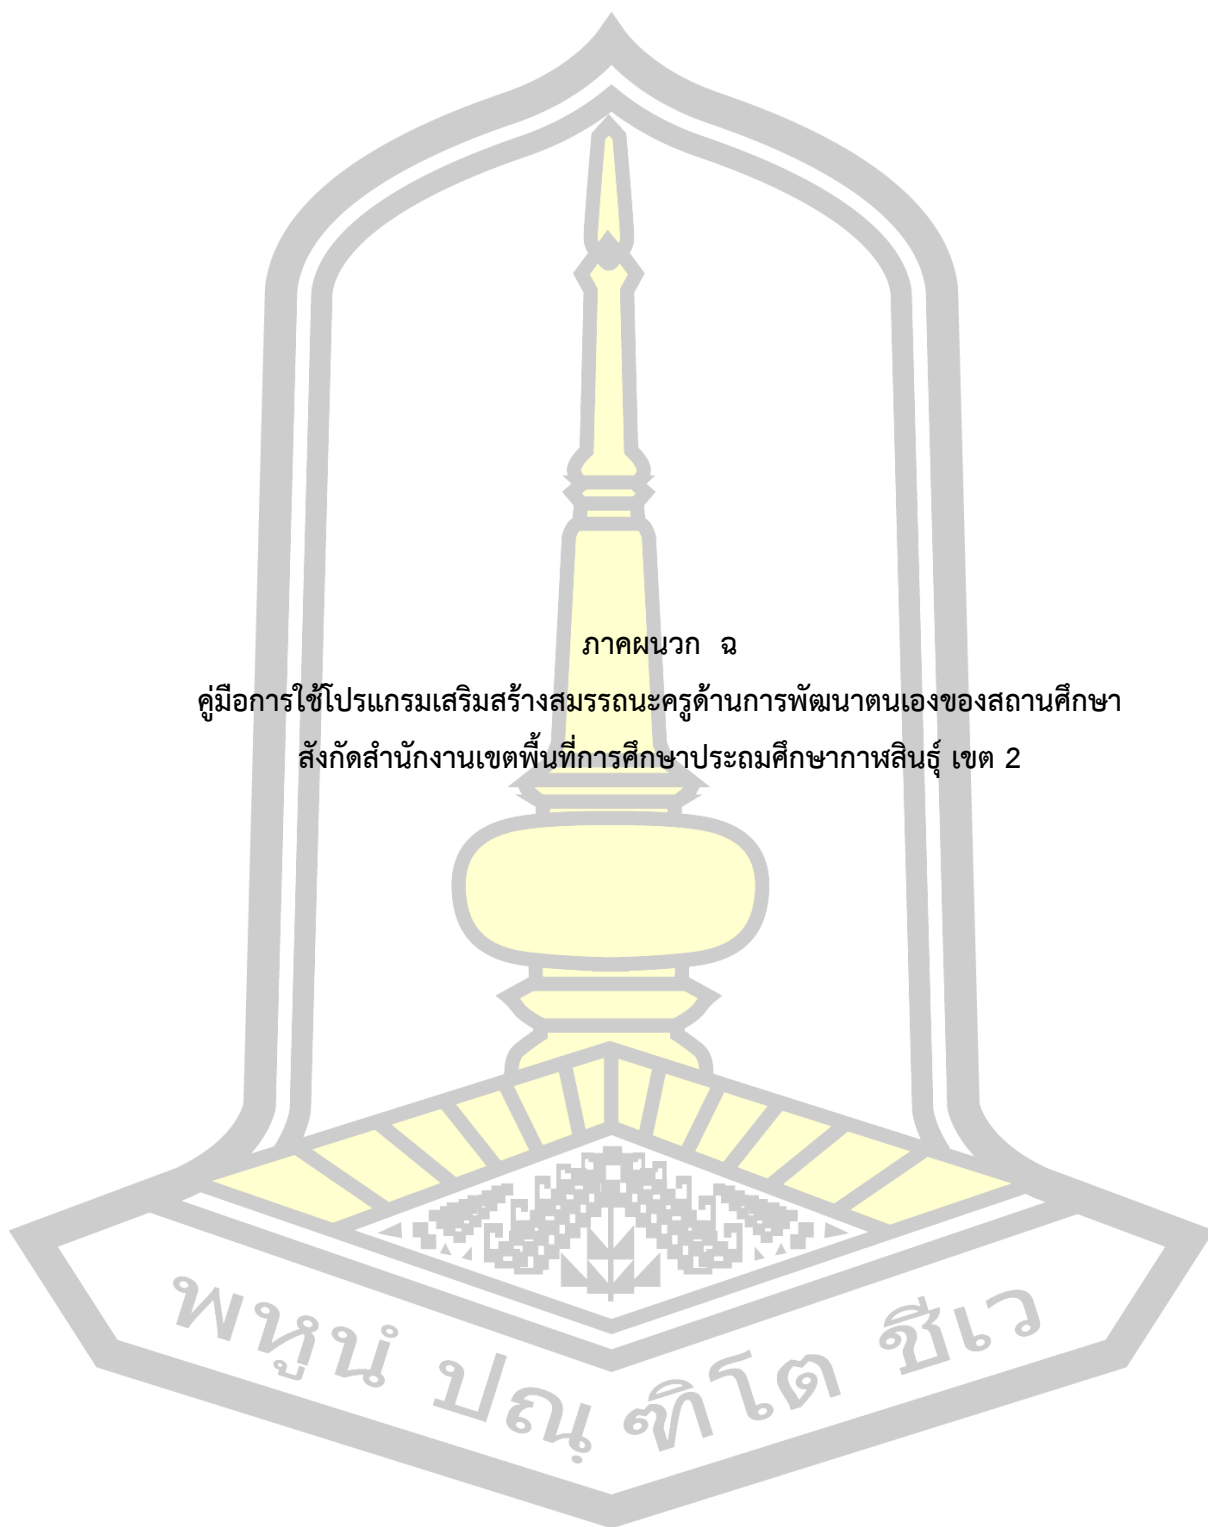 ภาคผนวก ฉ
คู่มือการใช้โปรแกรมเสริมสร้างสมรรถนะครูด้านการพัฒนาตนเองของสถานศึกษา
สังกัดสำนักงานเขตพื้นที่การศึกษาประถมศึกษากาฬสินธุ์ เขต 2
พหูนํ ปณฺฑิโต ชีเว